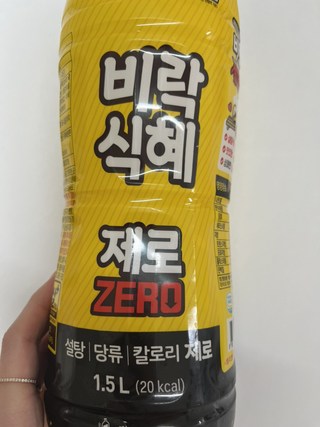 비락
식혜
제로
ZERO
설탕 | 당류 | 칼로리 제로
1.5 L (20 kcal)